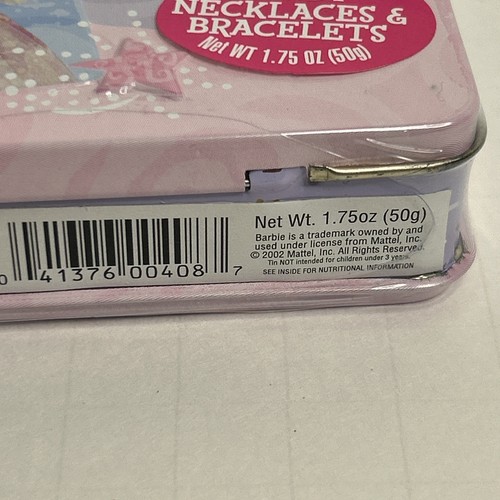 NECKLACES &
BRACELETS
Net WT 1.75 OZ (50g)
Net Wt. 1.75oz (50g)
Barbie is a trademark owned by and
used under license from Mattel, Inc.
© 2002 Mattel, Inc. All Rights Reserved.
Tin NOT intended for children under 3 years.
SEE INSIDE FOR NUTRITIONAL INFORMATION
0 41376 00408 7